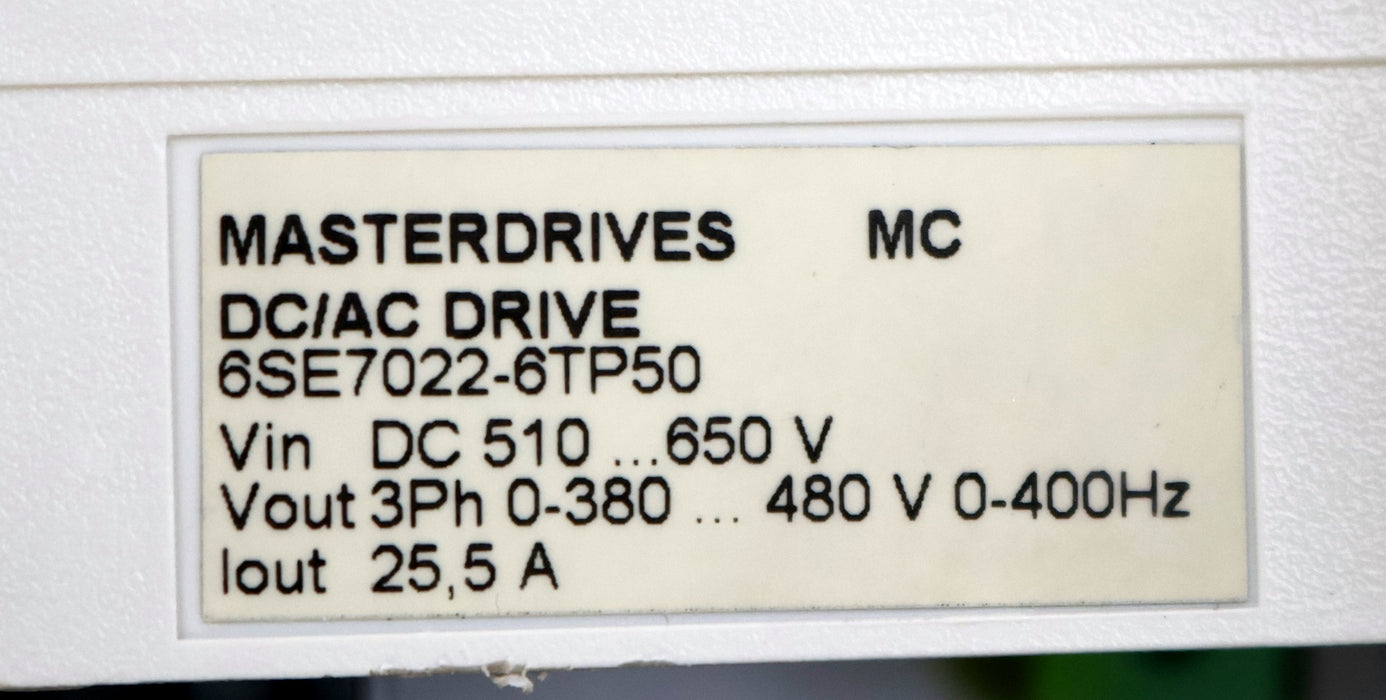 MASTERDRIVES MC
DC/AC DRIVE
6SE7022-6TP50
Vin DC 510 ...650 V
Vout 3Ph 0-380 ... 480 V 0-400Hz
Iout 25,5 A